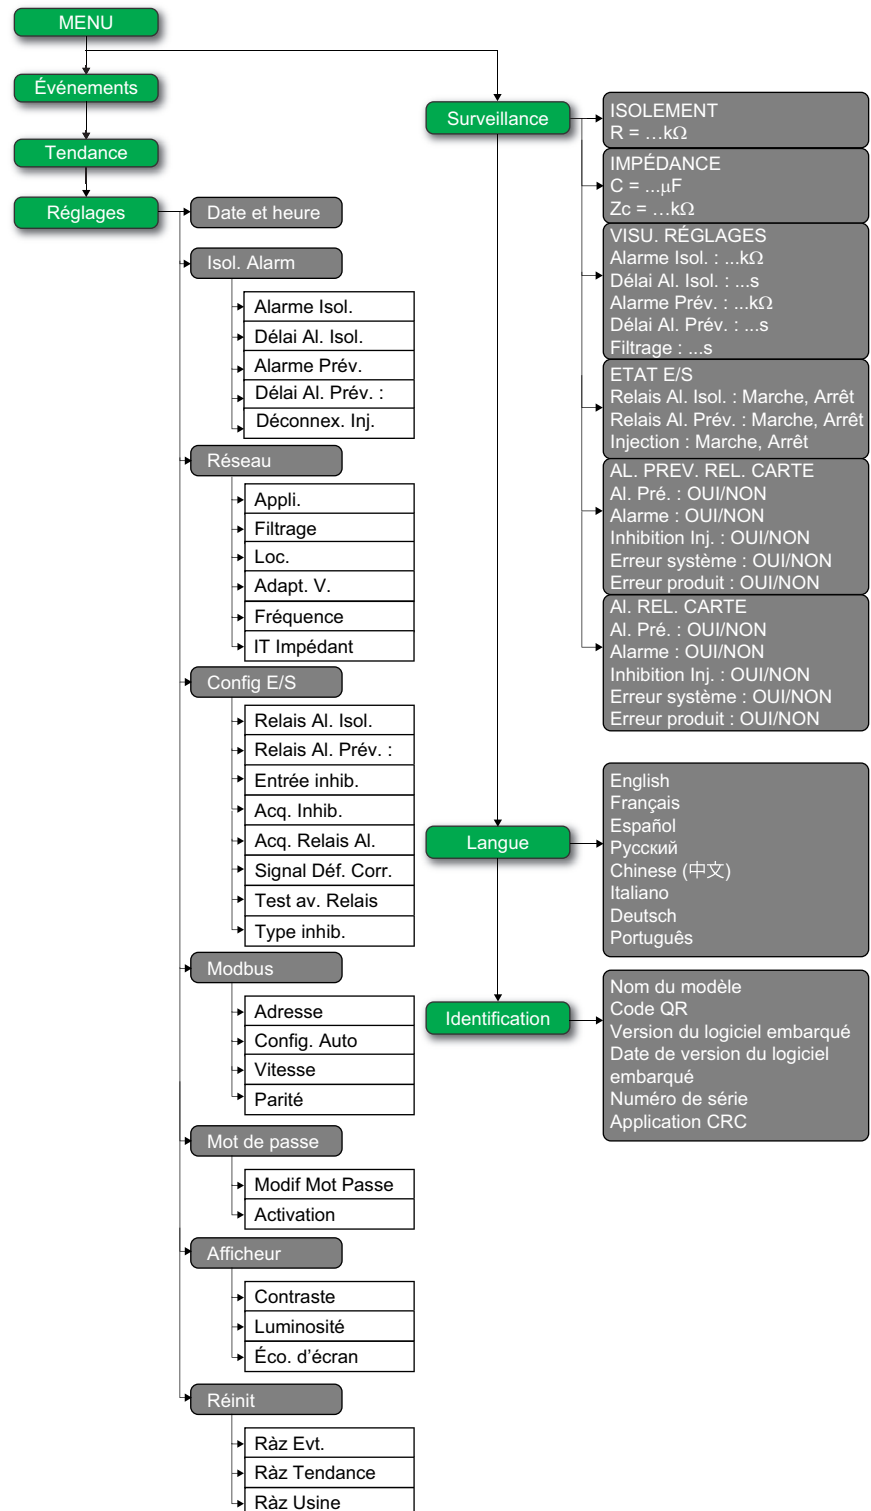 MENU
Événements
Tendance
Réglages
Date et heure
Isol. Alarm
Alarme Isol.
Délai Al. Isol.
Alarme Prév.
Délai Al. Prév. :
Déconnex. Inj.
Réseau
Appli.
Filtrage
Loc.
Adapt. V.
Fréquence
IT Impédant
Config E/S
Relais Al. Isol.
Relais Al. Prév. :
Entrée inhib.
Acq. Inhib.
Acq. Relais Al.
Signal Déf. Corr.
Test av. Relais
Type inhib.
Modbus
Adresse
Config. Auto
Vitesse
Parité
Mot de passe
Modif Mot Passe
Activation
Afficheur
Contraste
Luminosité
Éco. d’écran
Réinit
Ràz Evt.
Ràz Tendance
Ràz Usine
Surveillance
ISOLEMENT
R = …kΩ
IMPÉDANCE
C = ...µF
Zc = …kΩ
VISU. RÉGLAGES
Alarme Isol. : ...kΩ
Délai Al. Isol. : ...s
Alarme Prév. : ...kΩ
Délai Al. Prév. : ...s
Filtrage : ...s
ETAT E/S
Relais Al. Isol. : Marche, Arrêt
Relais Al. Prév. : Marche, Arrêt
Injection : Marche, Arrêt
AL. PREV. REL. CARTE
Al. Pré. : OUI/NON
Alarme : OUI/NON
Inhibition Inj. : OUI/NON
Erreur système : OUI/NON
Erreur produit : OUI/NON
Al. REL. CARTE
Al. Pré. : OUI/NON
Alarme : OUI/NON
Inhibition Inj. : OUI/NON
Erreur système : OUI/NON
Erreur produit : OUI/NON
Langue
English
Français
Español
Русский
Chinese (中文)
Italiano
Deutsch
Português
Identification
Nom du modèle
Code QR
Version du logiciel embarqué
Date de version du logiciel
embarqué
Numéro de série
Application CRC